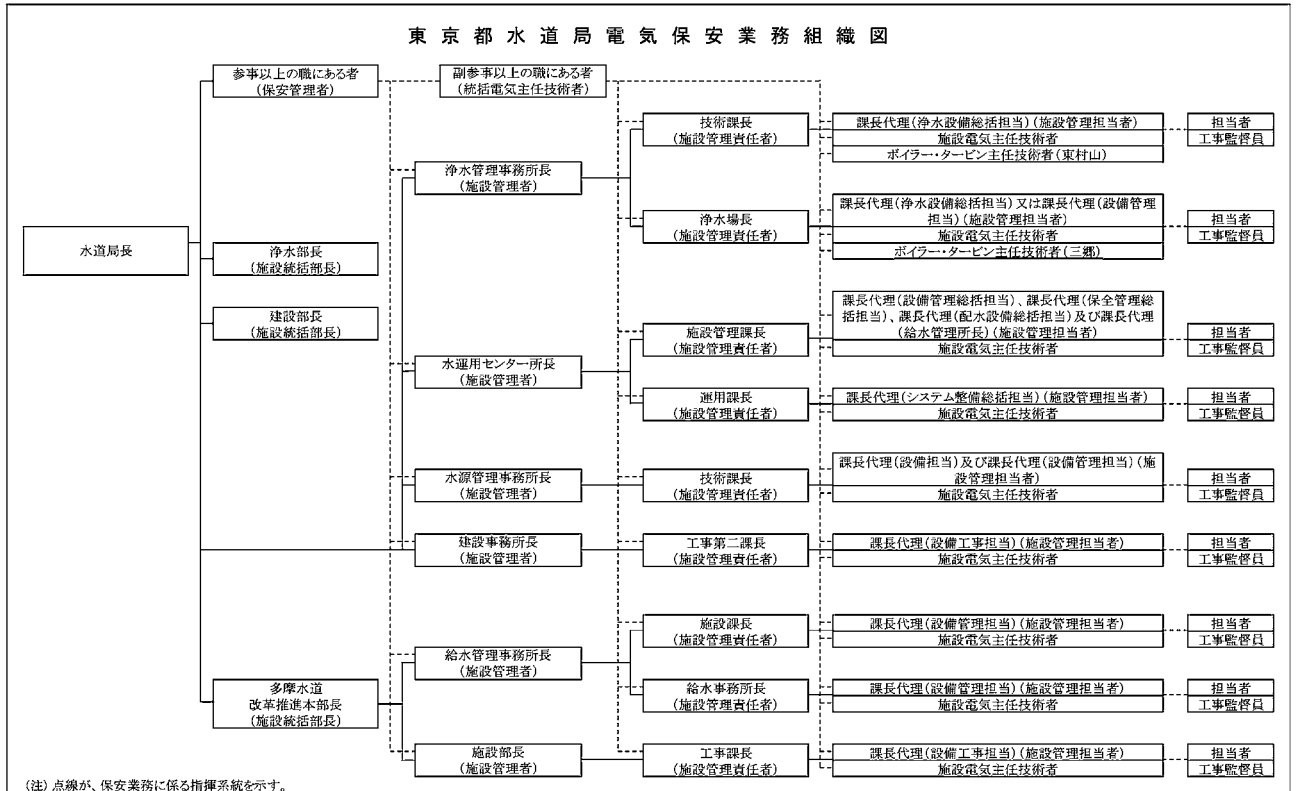 東京都水道局電気保安業務組織図
参事以上の職にある者
(保安管理者)
副参事以上の職にある者
(統括電気主任技術者)
水道局長
浄水部長
(施設統括部長)
建設部長
(施設統括部長)
多摩水道
改革推進本部長
(施設統括部長)
浄水管理事務所長
(施設管理者)
技術課長
(施設管理責任者)
課長代理(浄水設備総括担当)(施設管理担当者)
施設電気主任技術者
ボイラー・タービン主任技術者(東村山)
担当者
工事監督員
浄水場長
(施設管理責任者)
課長代理(浄水設備総括担当)又は課長代理(設備管理
担当)(施設管理担当者)
施設電気主任技術者
ボイラー・タービン主任技術者(三郷)
担当者
工事監督員
水運用センター所長
(施設管理者)
施設管理課長
(施設管理責任者)
課長代理(設備管理総括担当)、課長代理(保全管理総
括担当)、課長代理(配水設備総括担当)及び課長代理
(給水管理所長)(施設管理担当者)
施設電気主任技術者
担当者
工事監督員
運用課長
(施設管理責任者)
課長代理(システム整備総括担当)(施設管理担当者)
施設電気主任技術者
担当者
工事監督員
水源管理事務所長
(施設管理者)
技術課長
(施設管理責任者)
課長代理(設備担当)及び課長代理(設備管理担当)(施
設管理担当者)
施設電気主任技術者
担当者
工事監督員
建設事務所長
(施設管理者)
工事第二課長
(施設管理責任者)
課長代理(設備工事担当)(施設管理担当者)
施設電気主任技術者
担当者
工事監督員
給水管理事務所長
(施設管理者)
施設課長
(施設管理責任者)
課長代理(設備管理担当)(施設管理担当者)
施設電気主任技術者
担当者
工事監督員
給水事務所長
(施設管理責任者)
課長代理(設備管理担当)(施設管理担当者)
施設電気主任技術者
担当者
工事監督員
施設部長
(施設管理者)
工事課長
(施設管理責任者)
課長代理(設備工事担当)(施設管理担当者)
施設電気主任技術者
担当者
工事監督員
(注) 点線が、保安業務に係る指揮系統を示す。